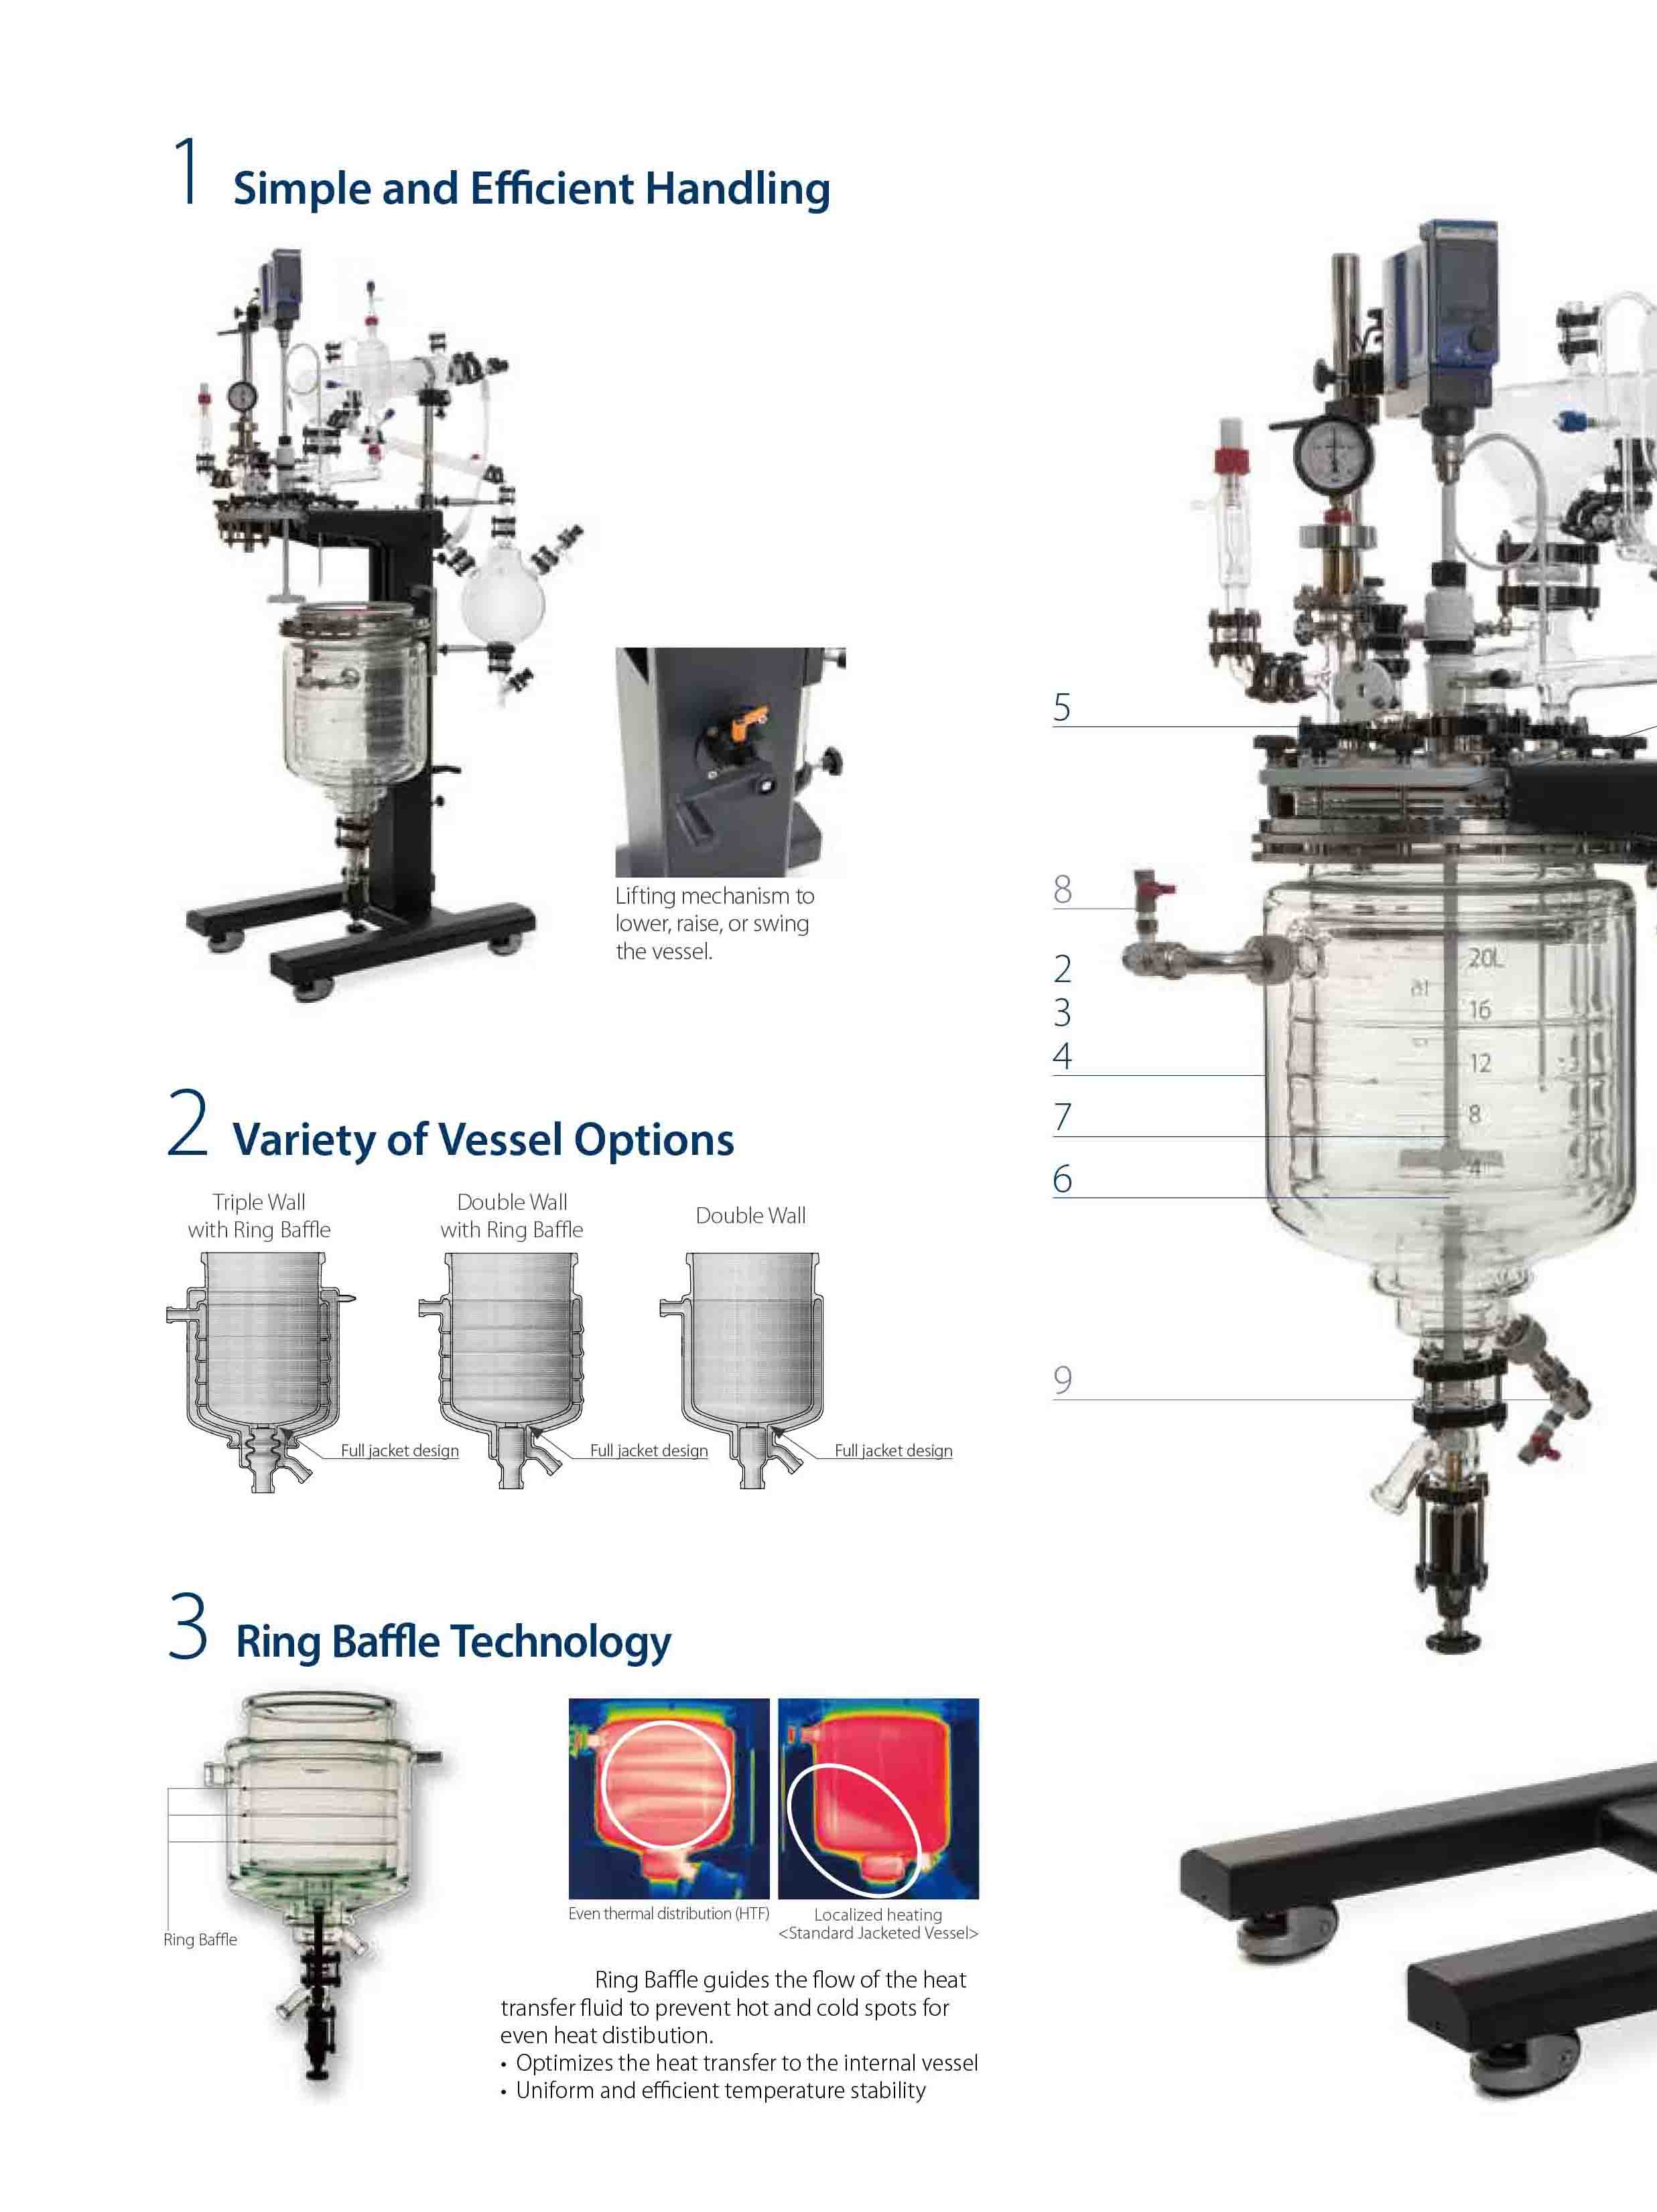 1 Simple and Efficient Handling
Lifting mechanism to
lower, raise, or swing
the vessel.
2 Variety of Vessel Options
Triple Wall
with Ring Baffle
Double Wall
with Ring Baffle
Double Wall
Full jacket design
Full jacket design
Full jacket design
3 Ring Baffle Technology
Ring Baffle
Even thermal distribution (HTF)
Localized heating
<Standard Jacketed Vessel>
Ring Baffle guides the flow of the heat
transfer fluid to prevent hot and cold spots for
even heat distibution.
• Optimizes the heat transfer to the internal vessel
• Uniform and efficient temperature stability
5
8
2
3
4
7
6
9
20L
16
12
8
4